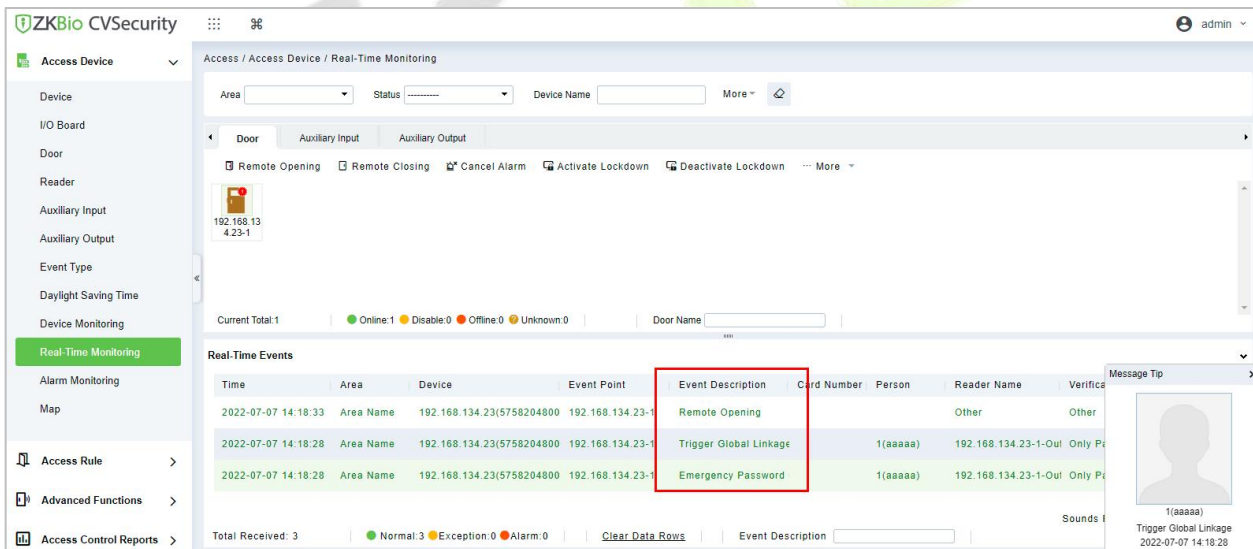 ZKBio CVSecurity
admin
Access Device
Device
I/O Board
Door
Reader
Auxiliary Input
Auxiliary Output
Event Type
Daylight Saving Time
Device Monitoring
Real-Time Monitoring
Alarm Monitoring
Map
Access Rule
Advanced Functions
Access Control Reports
Access / Access Device / Real-Time Monitoring
Area Status ---------- Device Name More
Door Auxiliary Input Auxiliary Output
Remote Opening Remote Closing Cancel Alarm Activate Lockdown Deactivate Lockdown ··· More
192.168.13
4.23-1
Current Total:1 Online:1 Disable:0 Offline:0 Unknown:0 Door Name
Real-Time Events
Time Area Device Event Point Event Description Card Number Person Reader Name Verifica
2022-07-07 14:18:33 Area Name 192.168.134.23(5758204800 192.168.134.23-1 Remote Opening Other Other
2022-07-07 14:18:28 Area Name 192.168.134.23(5758204800 192.168.134.23-1 Trigger Global Linkage 1(aaaaa) 192.168.134.23-1-Out Only Pa
2022-07-07 14:18:28 Area Name 192.168.134.23(5758204800 192.168.134.23-1 Emergency Password 1(aaaaa) 192.168.134.23-1-Out Only Pa
Sounds
Total Received: 3 Normal:3 Exception:0 Alarm:0 Clear Data Rows Event Description
Message Tip
1(aaaaa)
Trigger Global Linkage
2022-07-07 14:18:28